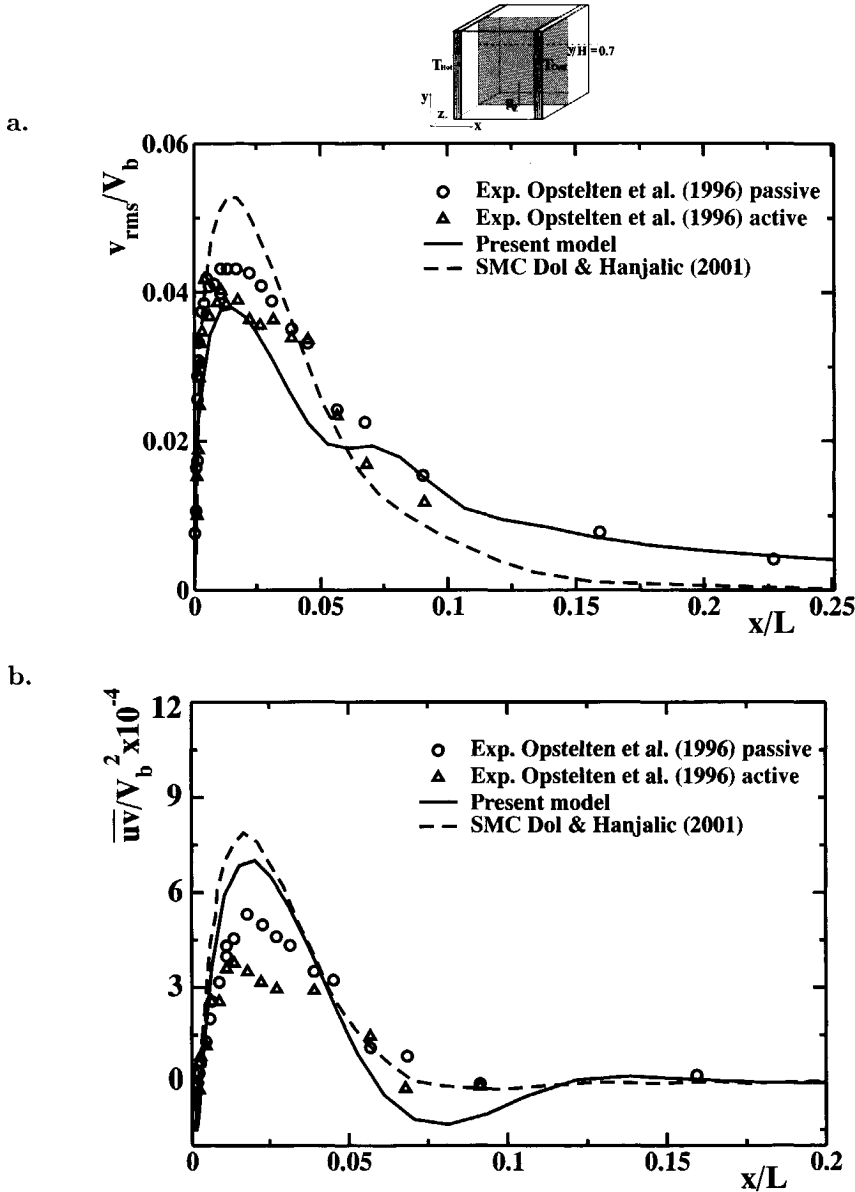 y/H=0.7
T_Hot
y
z
x
a.
0.06
0.04
0.02
0
v_rms/V_b
Exp. Opstelten et al. (1996) passive
Exp. Opstelten et al. (1996) active
Present model
SMC Dol & Hanjalic (2001)
0 0.05 0.1 0.15 0.2 0.25
x/L
b.
12
9
6
3
0
uv/V_b^2 x10^-4
Exp. Opstelten et al. (1996) passive
Exp. Opstelten et al. (1996) active
Present model
SMC Dol & Hanjalic (2001)
0 0.05 0.1 0.15 0.2
x/L